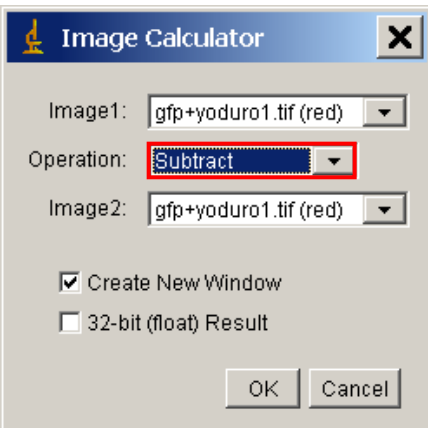 Image Calculator
Image1: gfp+yoduro1.tif (red)
Operation: Subtract
Image2: gfp+yoduro1.tif (red)
Create New Window
32-bit (float) Result
OK Cancel